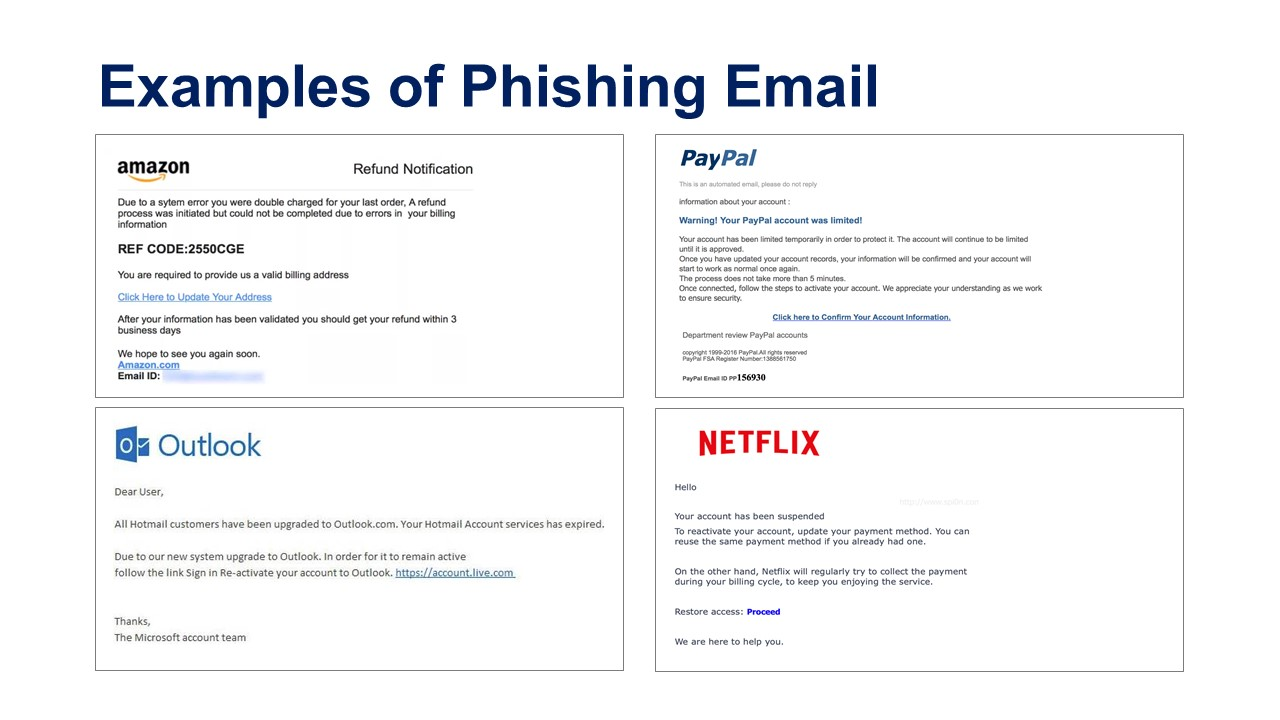 Examples of Phishing Email
amazon
Refund Notification
Due to a sytem error you were double charged for your last order, A refund
process was initiated but could not be completed due to errors in your billing
information
REF CODE:2550CGE
You are required to provide us a valid billing address
Click Here to Update Your Address
After your information has been validated you should get your refund within 3
business days
We hope to see you again soon.
Amazon.com
Email ID:
PayPal
This is an automated email, please do not reply
information about your account :
Warning! Your PayPal account was limited!
Your account has been limited temporarily in order to protect it. The account will continue to be limited
until it is approved.
Once you have updated your account records, your information will be confirmed and your account will
start to work as normal once again.
The process does not take more than 5 minutes.
Once connected, follow the steps to activate your account. We appreciate your understanding as we work
to ensure security.
Click here to Confirm Your Account Information.
Department review PayPal accounts
copyright 1999-2016 PayPal.All rights reserved
PayPal FSA Register Number:1388561750
PayPal Email ID PP156930
Outlook
Dear User,
All Hotmail customers have been upgraded to Outlook.com. Your Hotmail Account services has expired.
Due to our new system upgrade to Outlook. In order for it to remain active
follow the link Sign in Re-activate your account to Outlook. https://account.live.com
Thanks,
The Microsoft account team
NETFLIX
Hello
Your account has been suspended
To reactivate your account, update your payment method. You can
reuse the same payment method if you already had one.
On the other hand, Netflix will regularly try to collect the payment
during your billing cycle, to keep you enjoying the service.
Restore access: Proceed
We are here to help you.